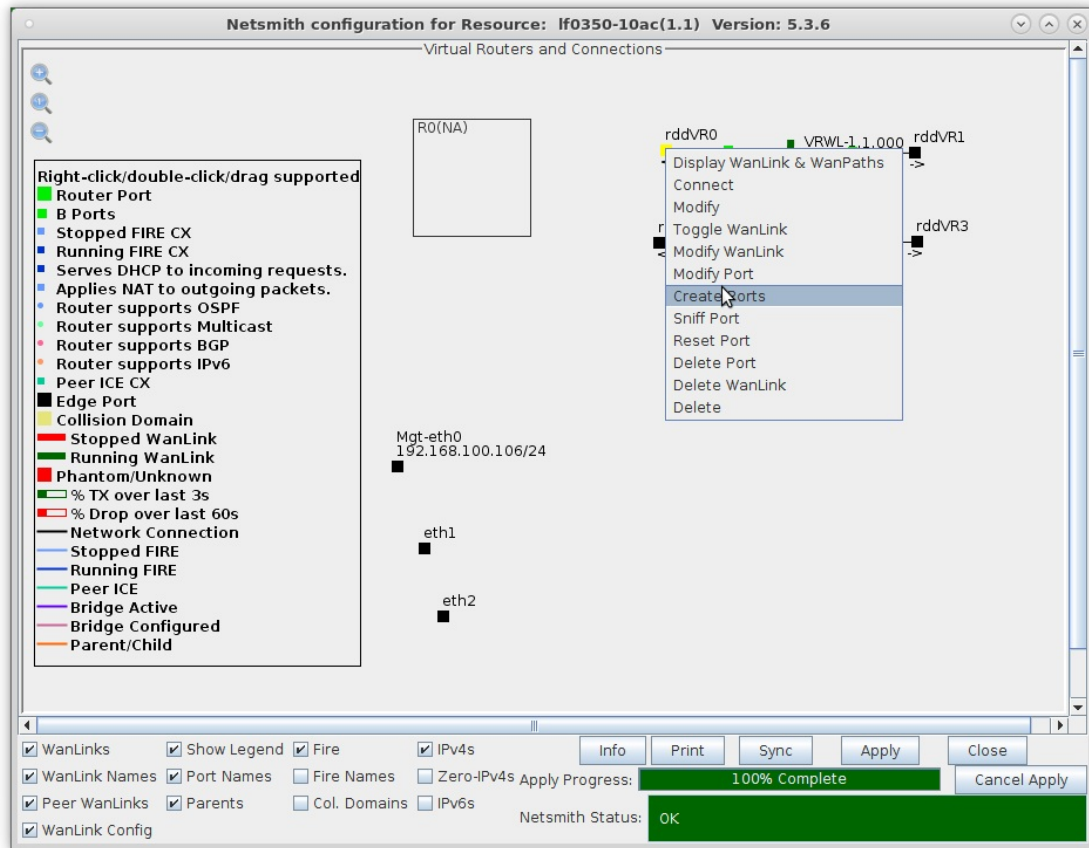 Netsmith configuration for Resource: lf0350-10ac(1.1) Version: 5.3.6
Virtual Routers and Connections
R0(NA)
rddVR0
VRWL-1.1.000
rddVR1
rddVR3
Display WanLink & WanPaths
Connect
Modify
Toggle WanLink
Modify WanLink
Modify Port
Create Ports
Sniff Port
Reset Port
Delete Port
Delete WanLink
Delete
Right-click/double-click/drag supported
Router Port
B Ports
Stopped FIRE CX
Running FIRE CX
Serves DHCP to incoming requests.
Applies NAT to outgoing packets.
Router supports OSPF
Router supports Multicast
Router supports BGP
Router supports IPv6
Peer ICE CX
Edge Port
Collision Domain
Stopped WanLink
Running WanLink
Phantom/Unknown
% TX over last 3s
% Drop over last 60s
Network Connection
Stopped FIRE
Running FIRE
Peer ICE
Bridge Active
Bridge Configured
Parent/Child
Mgt-eth0
192.168.100.106/24
eth1
eth2
WanLinks Show Legend Fire IPv4s Info Print Sync Apply Close
WanLink Names Port Names Fire Names Zero-IPv4s Apply Progress: 100% Complete Cancel Apply
Peer WanLinks Parents Col. Domains IPv6s
Netsmith Status: OK
WanLink Config